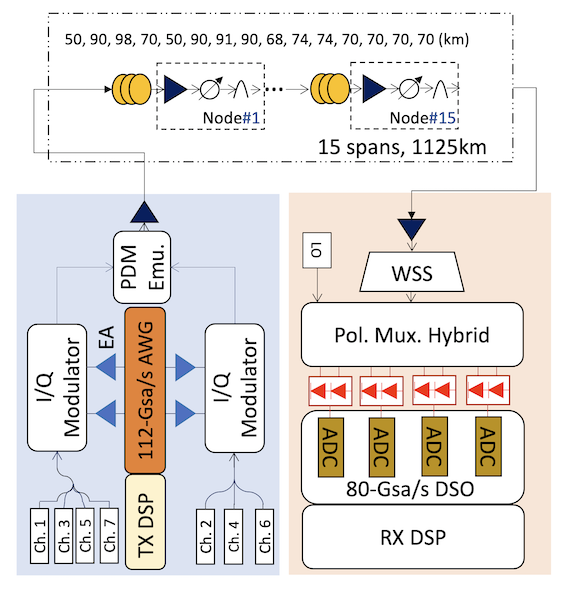 50, 90, 98, 70, 50, 90, 91, 90, 68, 74, 74, 70, 70, 70, 70 (km)
Node#1
Node#15
15 spans, 1125km
PDM
Emu.
I/Q
Modulator
EA
112-Gsa/s AWG
I/Q
Modulator
TX DSP
Ch. 1
Ch. 3
Ch. 5
Ch. 7
Ch. 2
Ch. 4
Ch. 6
LO
WSS
Pol. Mux. Hybrid
ADC
ADC
ADC
ADC
80-Gsa/s DSO
RX DSP